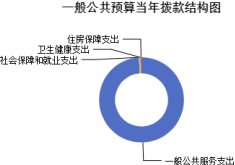 一般公共预算当年拨款结构图
住房保障支出
卫生健康支出
社会保障和就业支出
一般公共服务支出